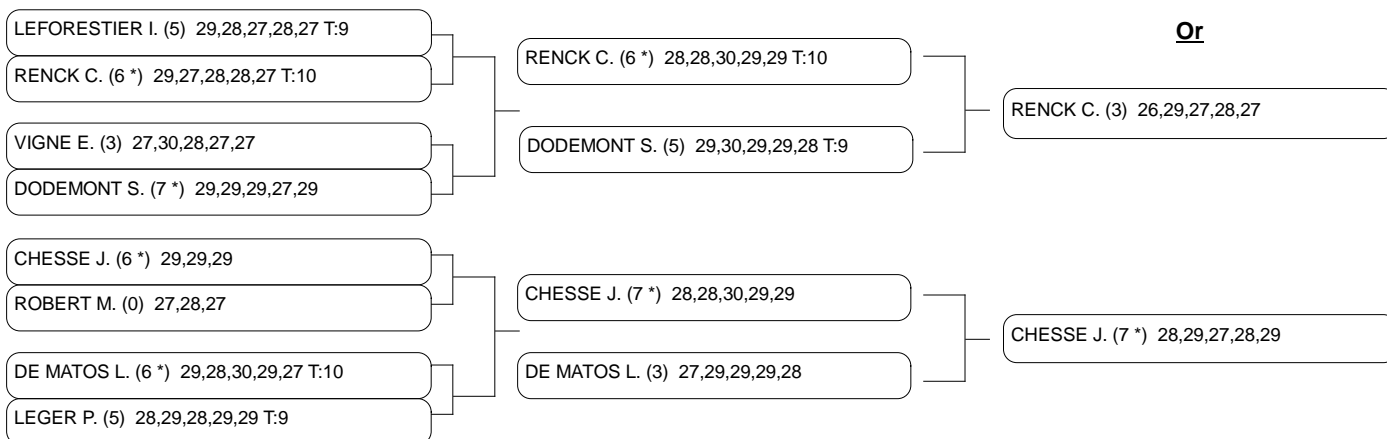 LEFORESTIER I. (5) 29,28,27,28,27 T:9
RENCK C. (6 *) 29,27,28,28,27 T:10
VIGNE E. (3) 27,30,28,27,27
DODEMONT S. (7 *) 29,29,29,27,29
CHESSE J. (6 *) 29,29,29
ROBERT M. (0) 27,28,27
DE MATOS L. (6 *) 29,28,30,29,27 T:10
LEGER P. (5) 28,29,28,29,29 T:9
RENCK C. (6 *) 28,28,30,29,29 T:10
DODEMONT S. (5) 29,30,29,29,28 T:9
CHESSE J. (7 *) 28,28,30,29,29
DE MATOS L. (3) 27,29,29,29,28
Or
RENCK C. (3) 26,29,27,28,27
CHESSE J. (7 *) 28,29,27,28,29